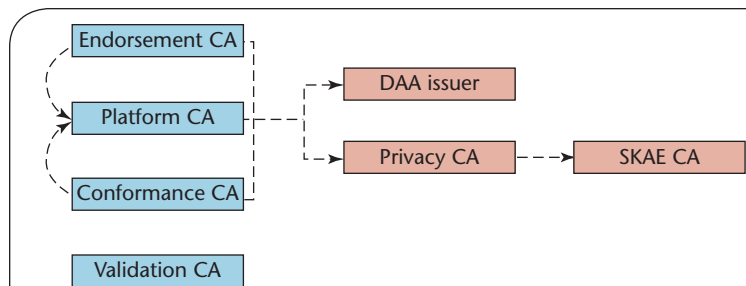 Endorsement CA
DAA issuer
Platform CA
Privacy CA
SKAE CA
Conformance CA
Validation CA